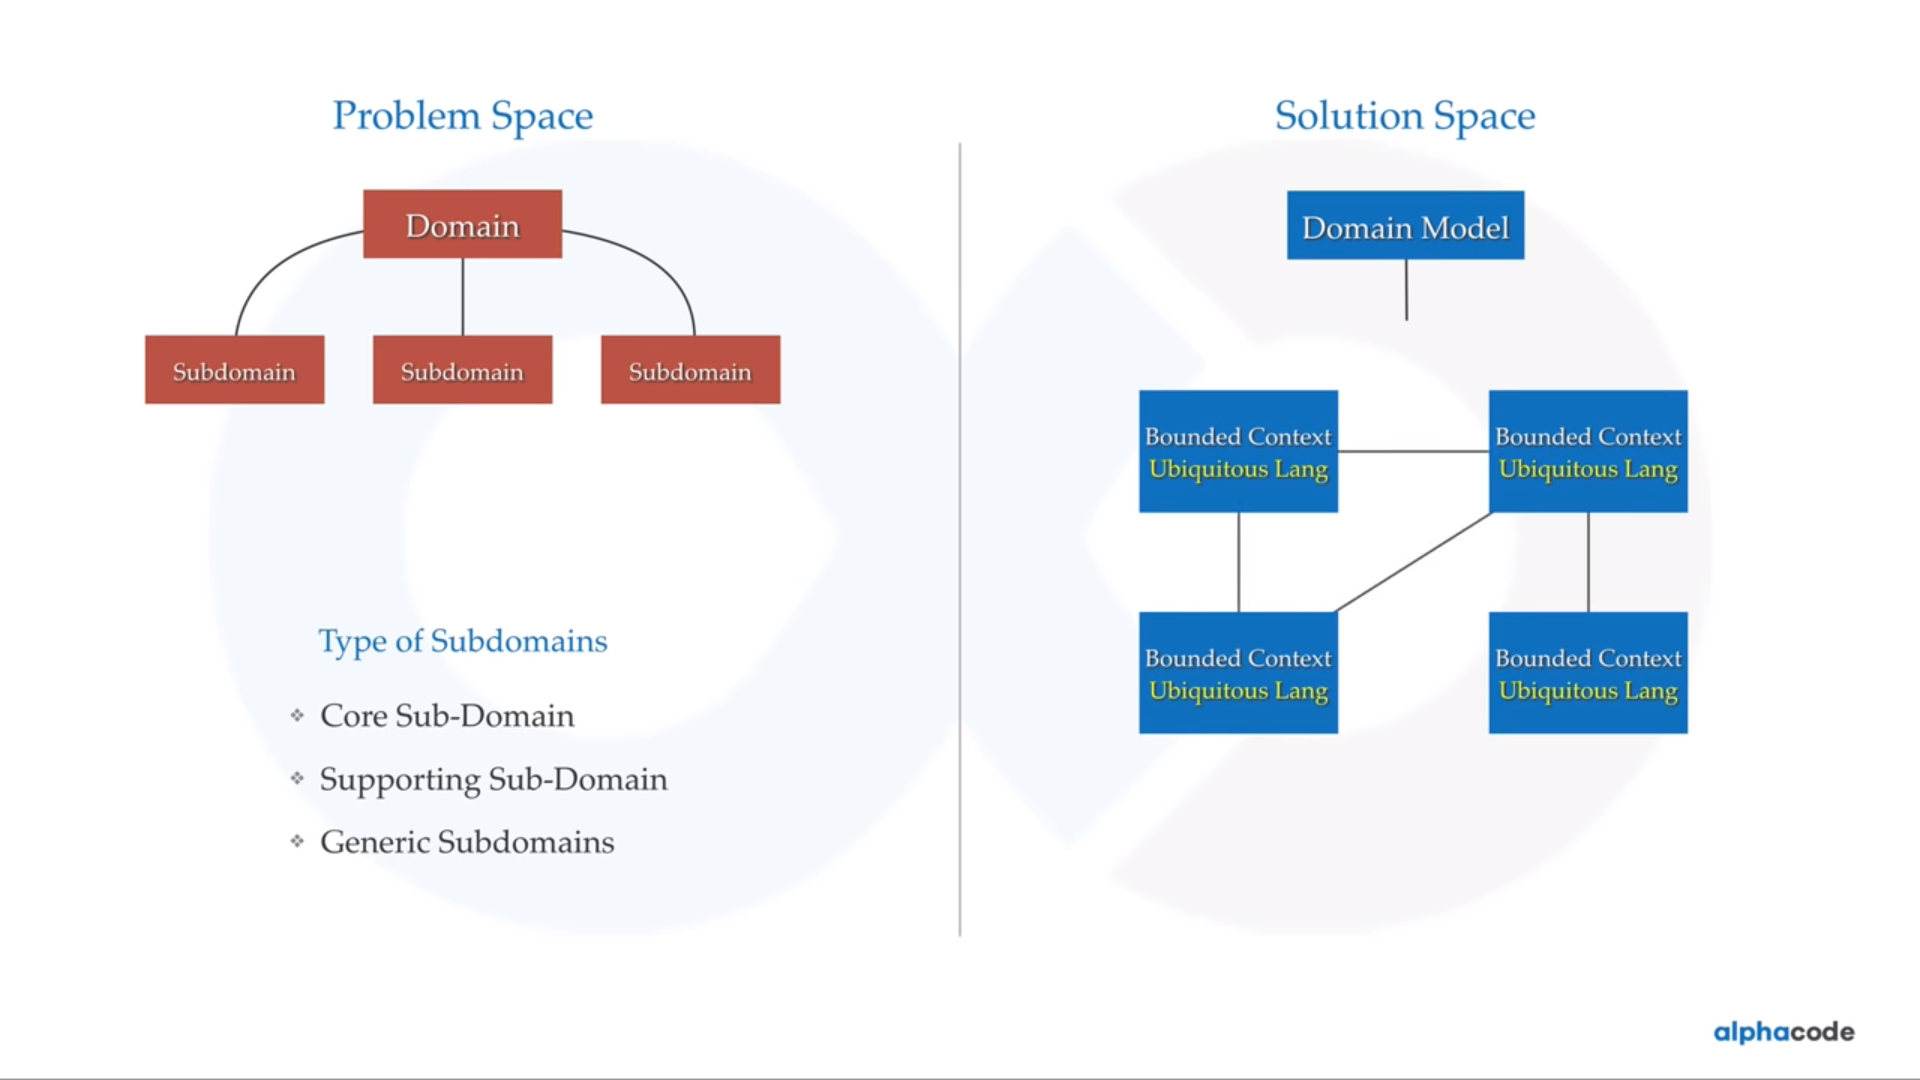 Problem Space
Domain
Subdomain
Subdomain
Subdomain
Type of Subdomains
Core Sub-Domain
Supporting Sub-Domain
Generic Subdomains
Solution Space
Domain Model
Bounded Context
Ubiquitous Lang
Bounded Context
Ubiquitous Lang
Bounded Context
Ubiquitous Lang
Bounded Context
Ubiquitous Lang
alphacode